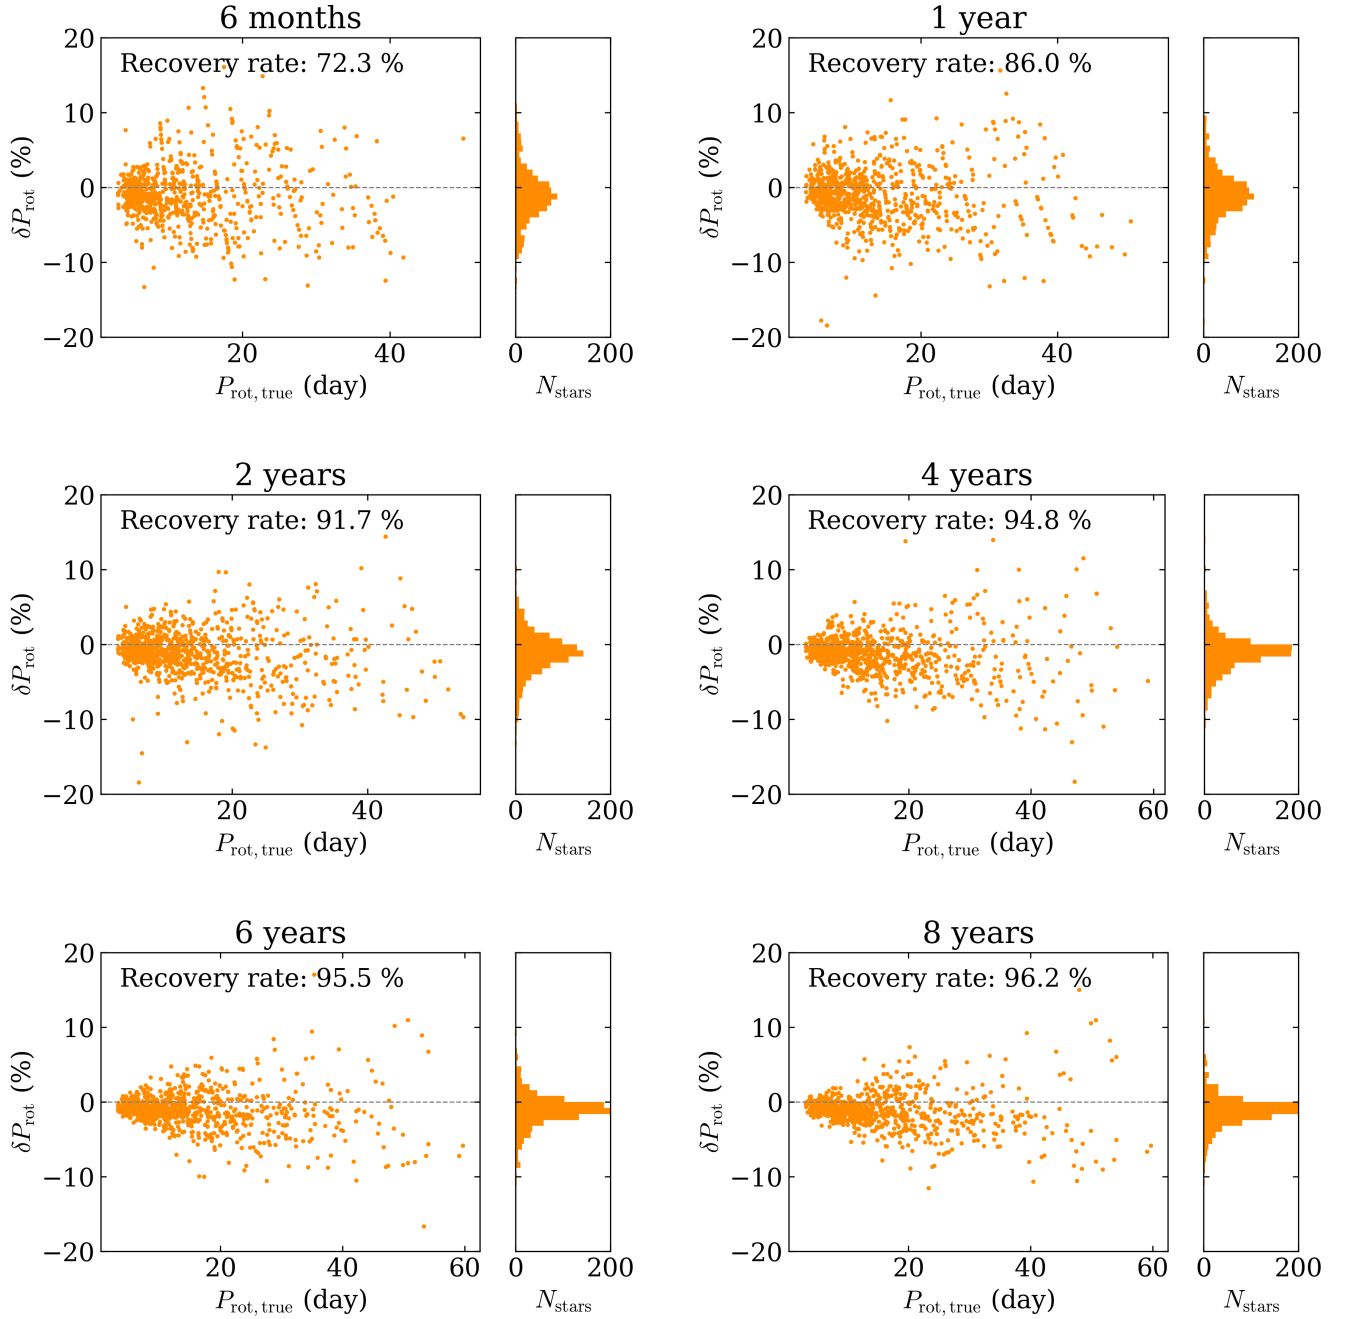 6 months
20
10
0
−10
−20
δP_rot (%)
Recovery rate: 72.3 %
20 40
P_rot, true (day)
0 200
N_stars
1 year
20
10
0
−10
−20
δP_rot (%)
Recovery rate: 86.0 %
20 40
P_rot, true (day)
0 200
N_stars
2 years
20
10
0
−10
−20
δP_rot (%)
Recovery rate: 91.7 %
20 40
P_rot, true (day)
0 200
N_stars
4 years
20
10
0
−10
−20
δP_rot (%)
Recovery rate: 94.8 %
20 40 60
P_rot, true (day)
0 200
N_stars
6 years
20
10
0
−10
−20
δP_rot (%)
Recovery rate: 95.5 %
20 40 60
P_rot, true (day)
0 200
N_stars
8 years
20
10
0
−10
−20
δP_rot (%)
Recovery rate: 96.2 %
20 40 60
P_rot, true (day)
0 200
N_stars